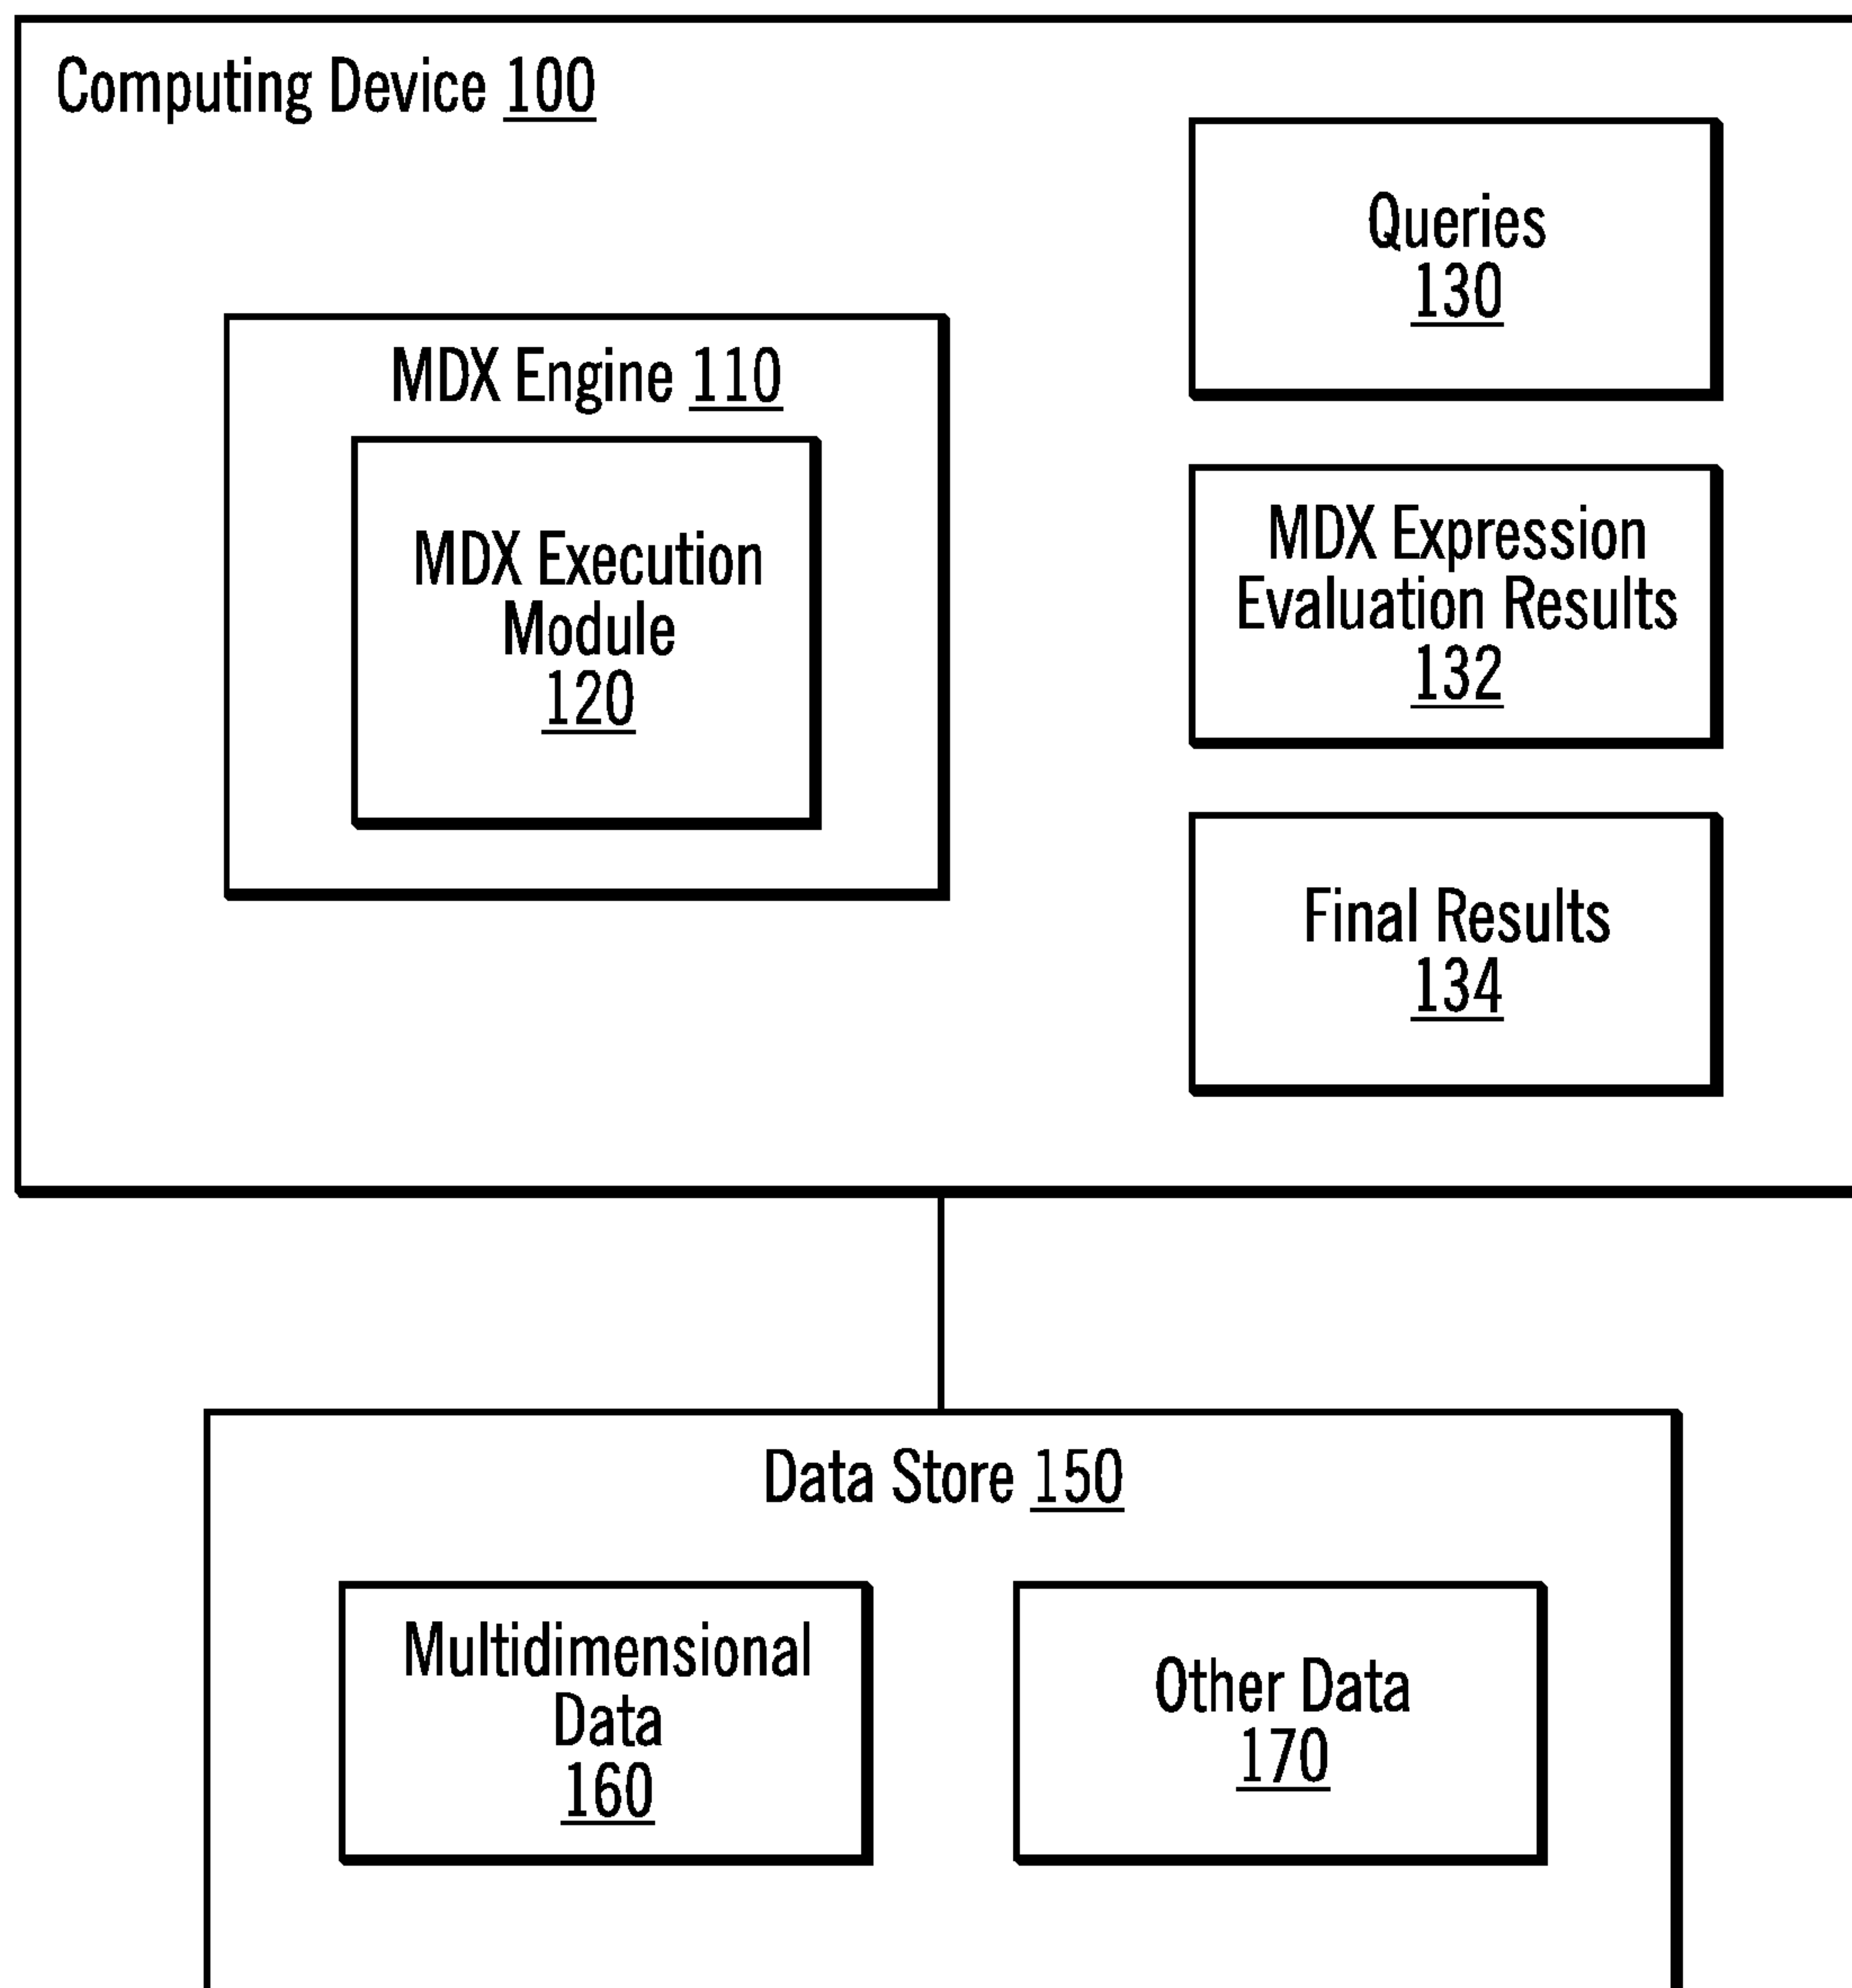 Computing Device 100
Queries
130
MDX Engine 110
MDX Execution
Module
120
MDX Expression
Evaluation Results
132
Final Results
134
Data Store 150
Multidimensional
Data
160
Other Data
170